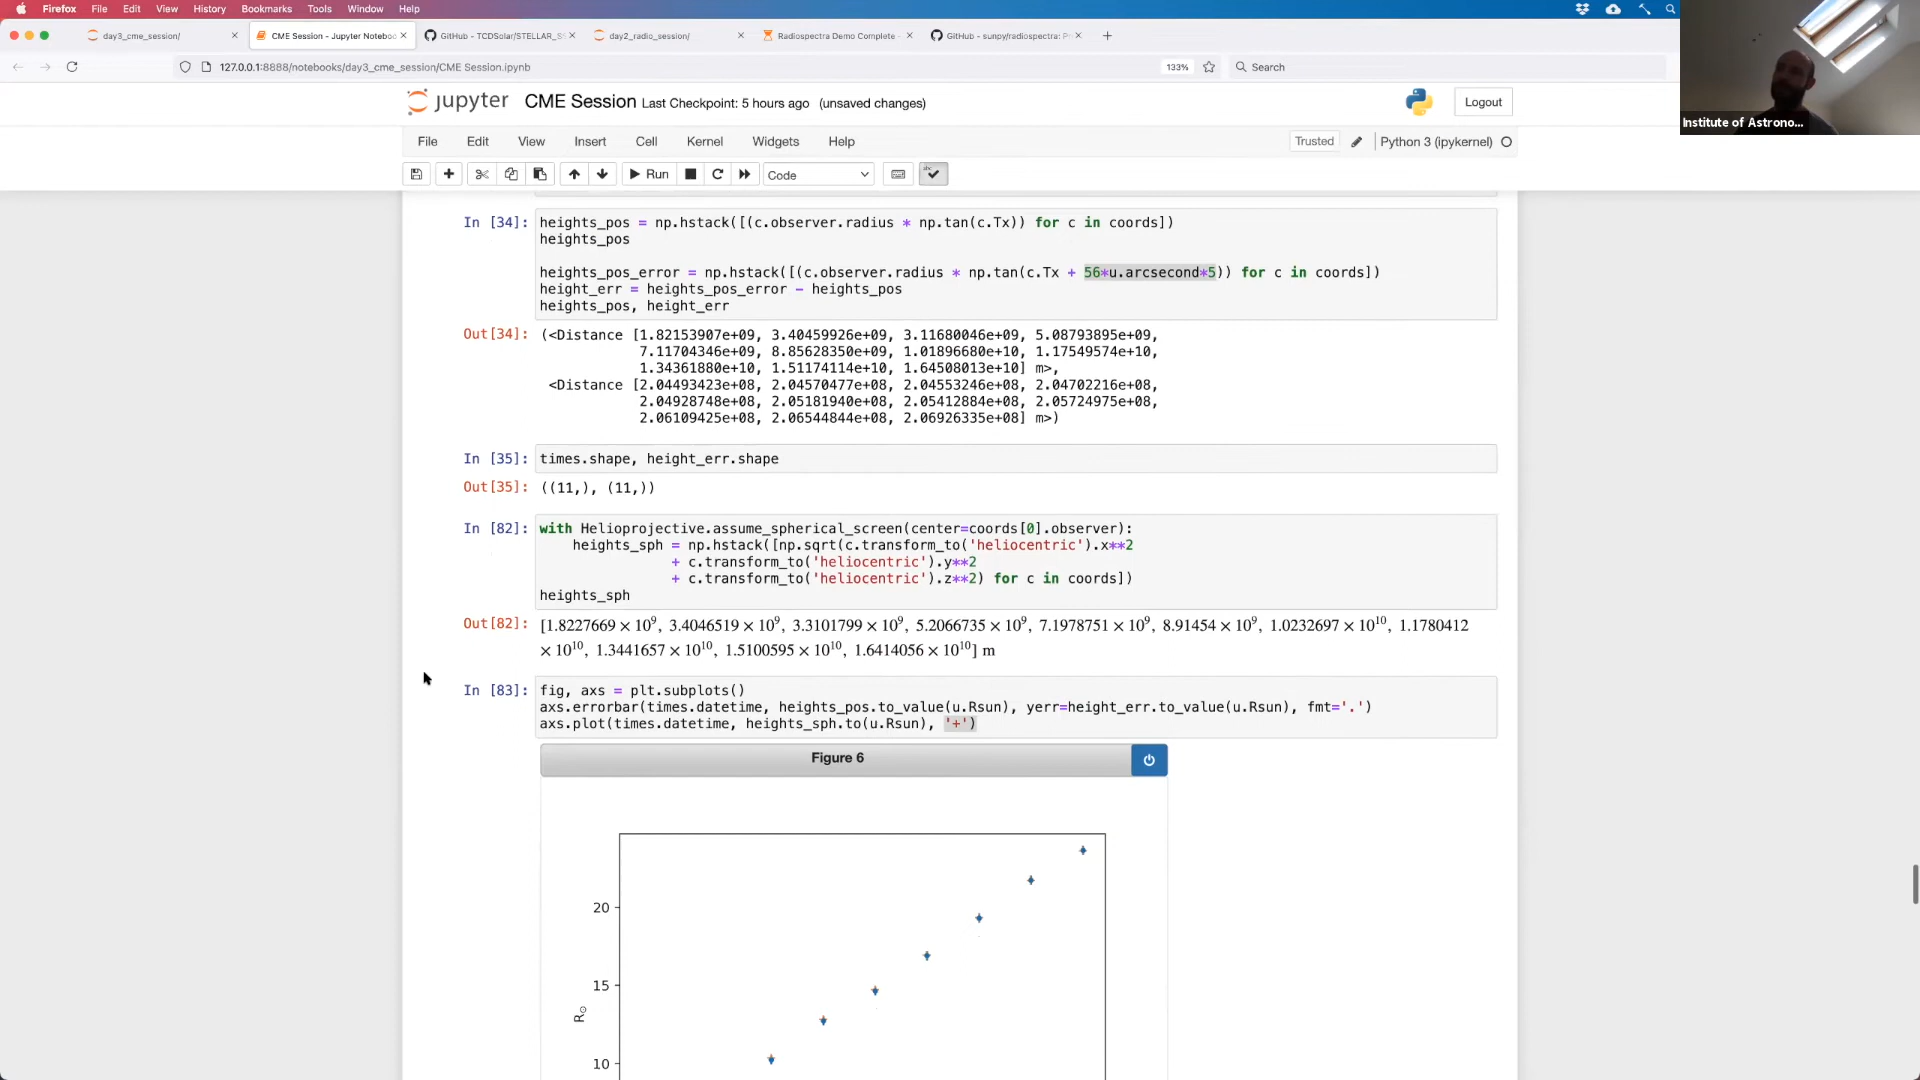 Firefox File Edit View History Bookmarks Tools Window Help
day3_cme_session/ CME Session - Jupyter Noteboo GitHub - TCDSolar/STELLAR_S day2_radio_session/ Radiospectra Demo Complete - GitHub - sunpy/radiospectra:
127.0.0.1:8888/notebooks/day3_cme_session/CME Session.ipynb 133% Search
Institute of Astrono...
jupyter CME Session Last Checkpoint: 5 hours ago (unsaved changes) Logout
File Edit View Insert Cell Kernel Widgets Help Trusted Python 3 (ipykernel)
Run Code
In [34]: heights_pos = np.hstack([(c.observer.radius * np.tan(c.Tx)) for c in coords])
heights_pos
heights_pos_error = np.hstack([(c.observer.radius * np.tan(c.Tx + 56*u.arcsecond*5)) for c in coords])
height_err = heights_pos_error - heights_pos
heights_pos, height_err
Out[34]: (<Distance [1.82153907e+09, 3.40459926e+09, 3.11680046e+09, 5.08793895e+09,
7.11704346e+09, 8.85628350e+09, 1.01896680e+10, 1.17549574e+10,
1.34361880e+10, 1.51174114e+10, 1.64508013e+10] m>,
<Distance [2.04493423e+08, 2.04570477e+08, 2.04553246e+08, 2.04702216e+08,
2.04928748e+08, 2.05181940e+08, 2.05412884e+08, 2.05724975e+08,
2.06109425e+08, 2.06544844e+08, 2.06926335e+08] m>)
In [35]: times.shape, height_err.shape
Out[35]: ((11,), (11,))
In [82]: with Helioprojective.assume_spherical_screen(center=coords[0].observer):
heights_sph = np.hstack([np.sqrt(c.transform_to('heliocentric').x**2
+ c.transform_to('heliocentric').y**2
+ c.transform_to('heliocentric').z**2) for c in coords])
heights_sph
Out[82]: [1.8227669 × 10⁹, 3.4046519 × 10⁹, 3.3101799 × 10⁹, 5.2066735 × 10⁹, 7.1978751 × 10⁹, 8.91454 × 10⁹, 1.0232697 × 10¹⁰, 1.1780412
× 10¹⁰, 1.3441657 × 10¹⁰, 1.5100595 × 10¹⁰, 1.6414056 × 10¹⁰] m
In [83]: fig, axs = plt.subplots()
axs.errorbar(times.datetime, heights_pos.to_value(u.Rsun), yerr=height_err.to_value(u.Rsun), fmt='.')
axs.plot(times.datetime, heights_sph.to(u.Rsun), '+')
Figure 6
20
15
R☉
10